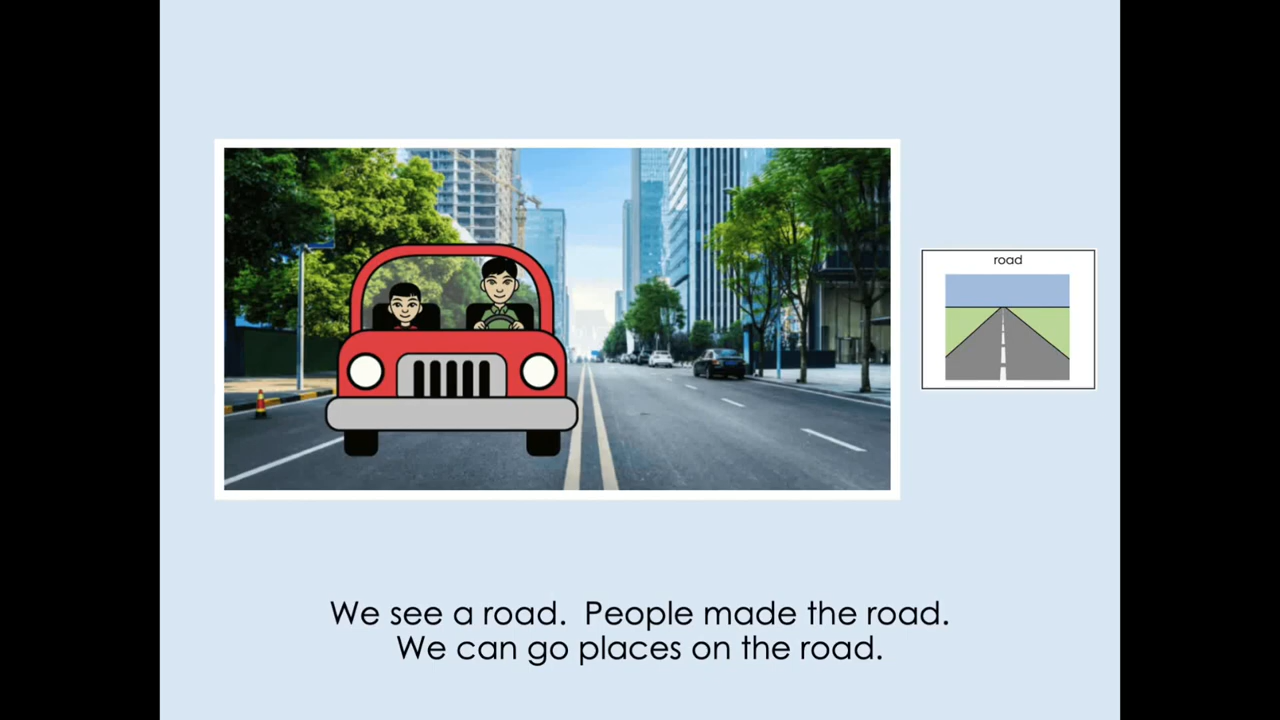 road
We see a road.  People made the road.
We can go places on the road.